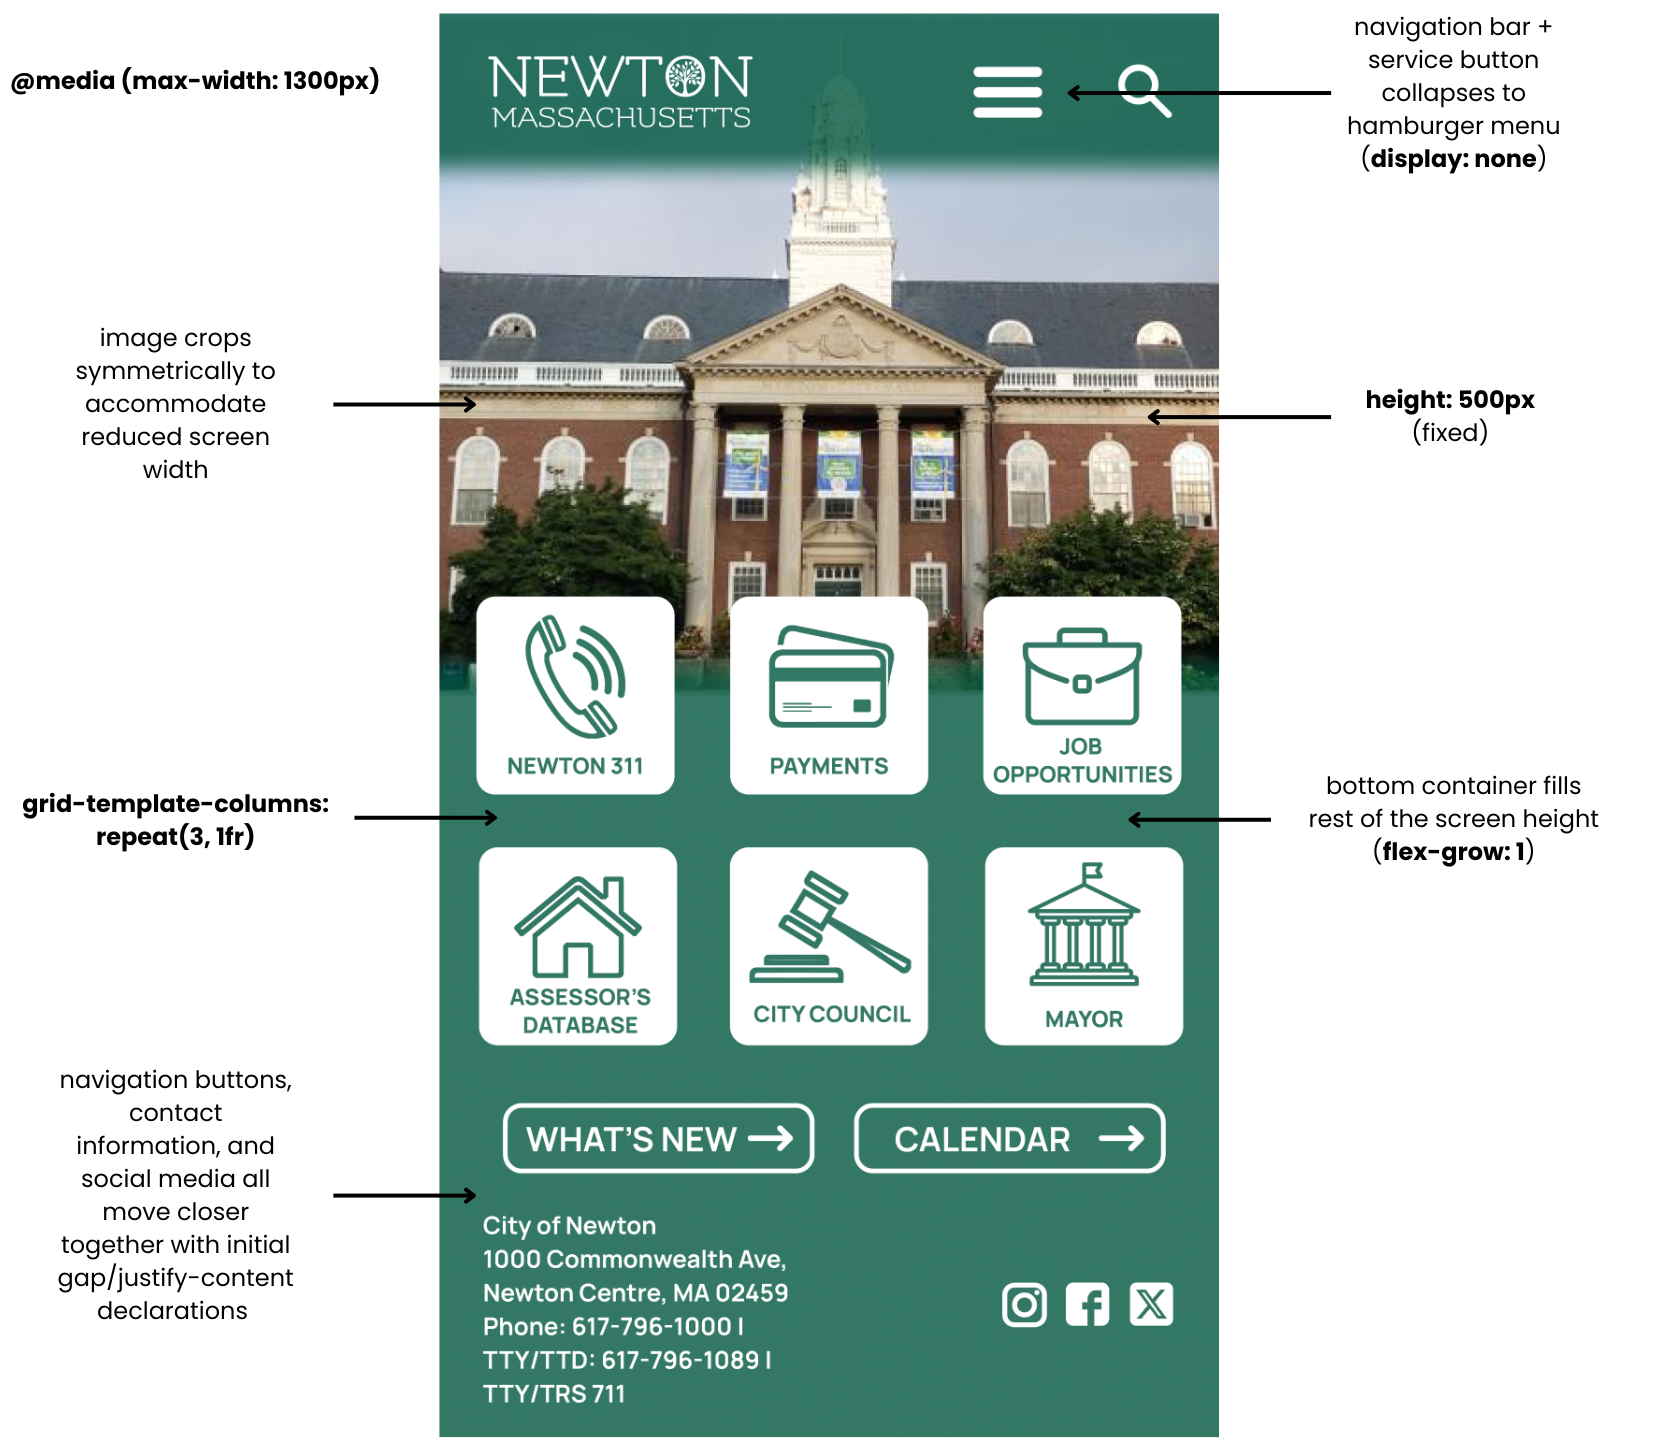 @media (max-width: 1300px)
NEWTON
MASSACHUSETTS
navigation bar +
service button
collapses to
hamburger menu
(display: none)
image crops
symmetrically to
accommodate
reduced screen
width
height: 500px
(fixed)
NEWTON 311
PAYMENTS
JOB
OPPORTUNITIES
grid-template-columns:
repeat(3, 1fr)
bottom container fills
rest of the screen height
(flex-grow: 1)
ASSESSOR'S
DATABASE
CITY COUNCIL
MAYOR
navigation buttons,
contact
information, and
social media all
move closer
together with initial
gap/justify-content
declarations
WHAT'S NEW
CALENDAR
City of Newton
1000 Commonwealth Ave,
Newton Centre, MA 02459
Phone: 617-796-1000 |
TTY/TTD: 617-796-1089 |
TTY/TRS 711